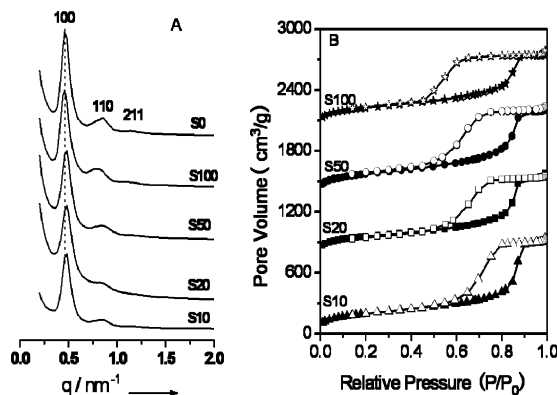 A
100
110
211
S0
S100
S50
S20
S10
0.0 0.5 1.0 1.5 2.0
q / nm⁻¹
B
3000
2400
1800
1200
600
Pore Volume ( cm³/g)
S100
S50
S20
S10
0.0 0.2 0.4 0.6 0.8 1.0
Relative Pressure (P/P₀)